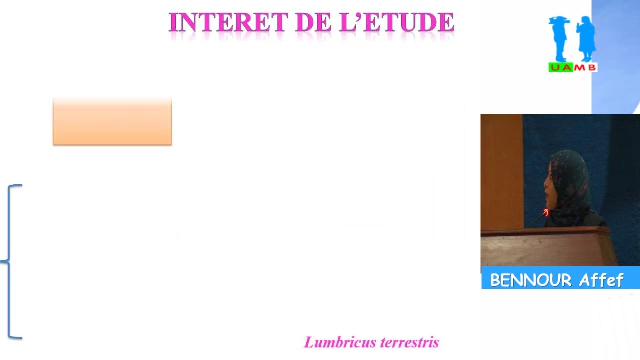 INTERET DE L'ETUDE
UAMB
BENNOUR Affef
Lumbricus terrestris